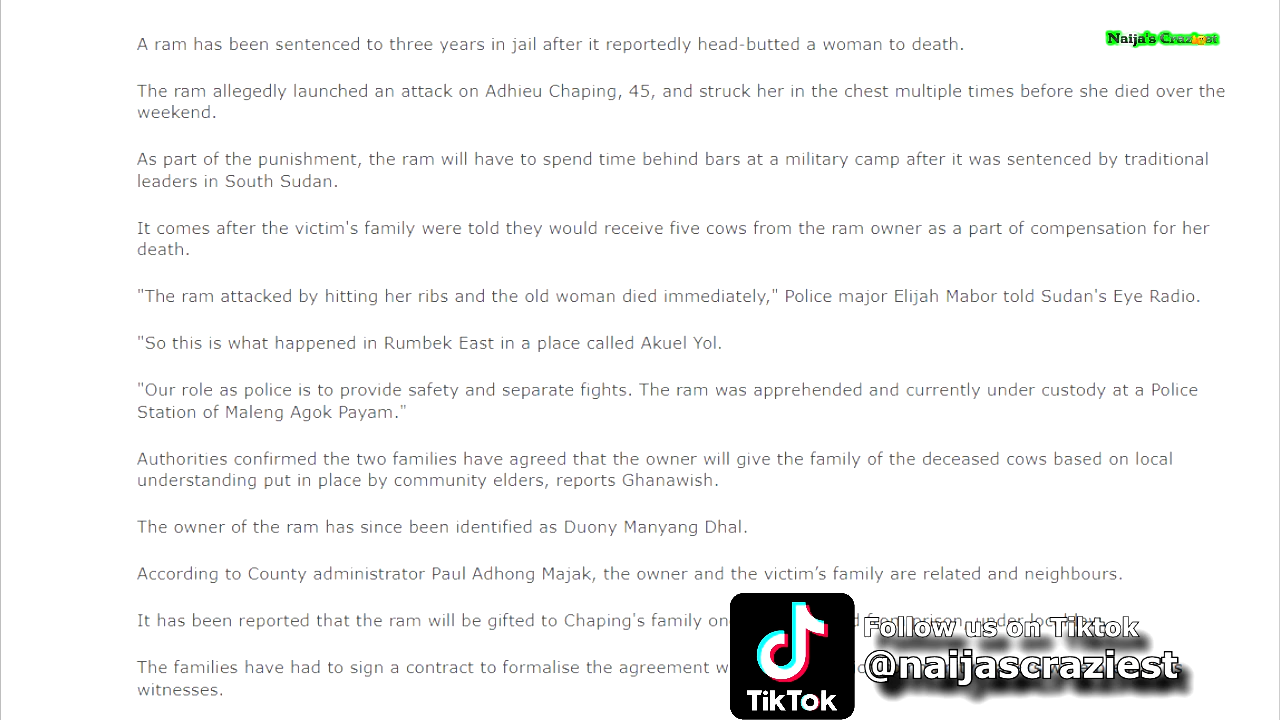 A ram has been sentenced to three years in jail after it reportedly head-butted a woman to death.
Naija's Craziest
The ram allegedly launched an attack on Adhieu Chaping, 45, and struck her in the chest multiple times before she died over the
weekend.
As part of the punishment, the ram will have to spend time behind bars at a military camp after it was sentenced by traditional
leaders in South Sudan.
It comes after the victim's family were told they would receive five cows from the ram owner as a part of compensation for her
death.
"The ram attacked by hitting her ribs and the old woman died immediately," Police major Elijah Mabor told Sudan's Eye Radio.
"So this is what happened in Rumbek East in a place called Akuel Yol.
"Our role as police is to provide safety and separate fights. The ram was apprehended and currently under custody at a Police
Station of Maleng Agok Payam."
Authorities confirmed the two families have agreed that the owner will give the family of the deceased cows based on local
understanding put in place by community elders, reports Ghanawish.
The owner of the ram has since been identified as Duony Manyang Dhal.
According to County administrator Paul Adhong Majak, the owner and the victim’s family are related and neighbours.
It has been reported that the ram will be gifted to Chaping's family
The families have had to sign a contract to formalise the agreement
witnesses.
TikTok
Follow us on Tiktok
@naijascraziest